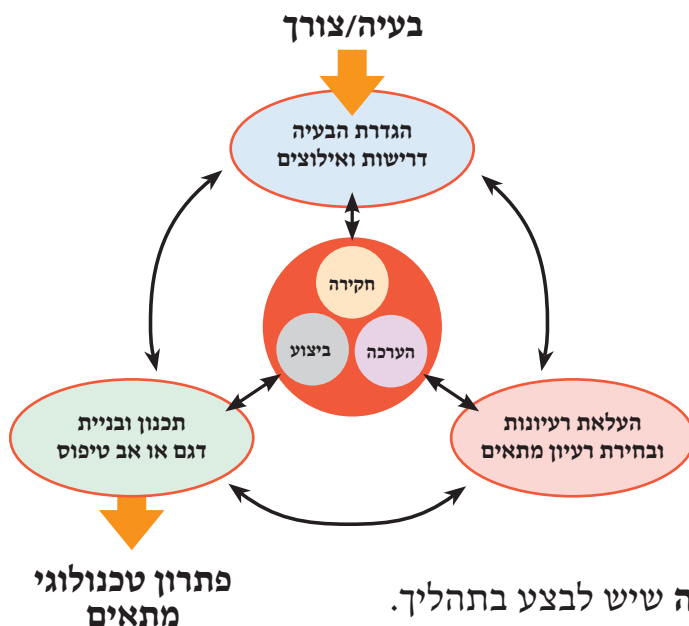 בעיה/צורך
הגדרת הבעיה
דרישות ואילוצים
חקירה
הערכה
ביצוע
העלאת רעיונות
ובחירת רעיון מתאים
תכנון ובניית
דגם או אב טיפוס
פתרון טכנולוגי
מתאים
שיש לבצע בתהליך.